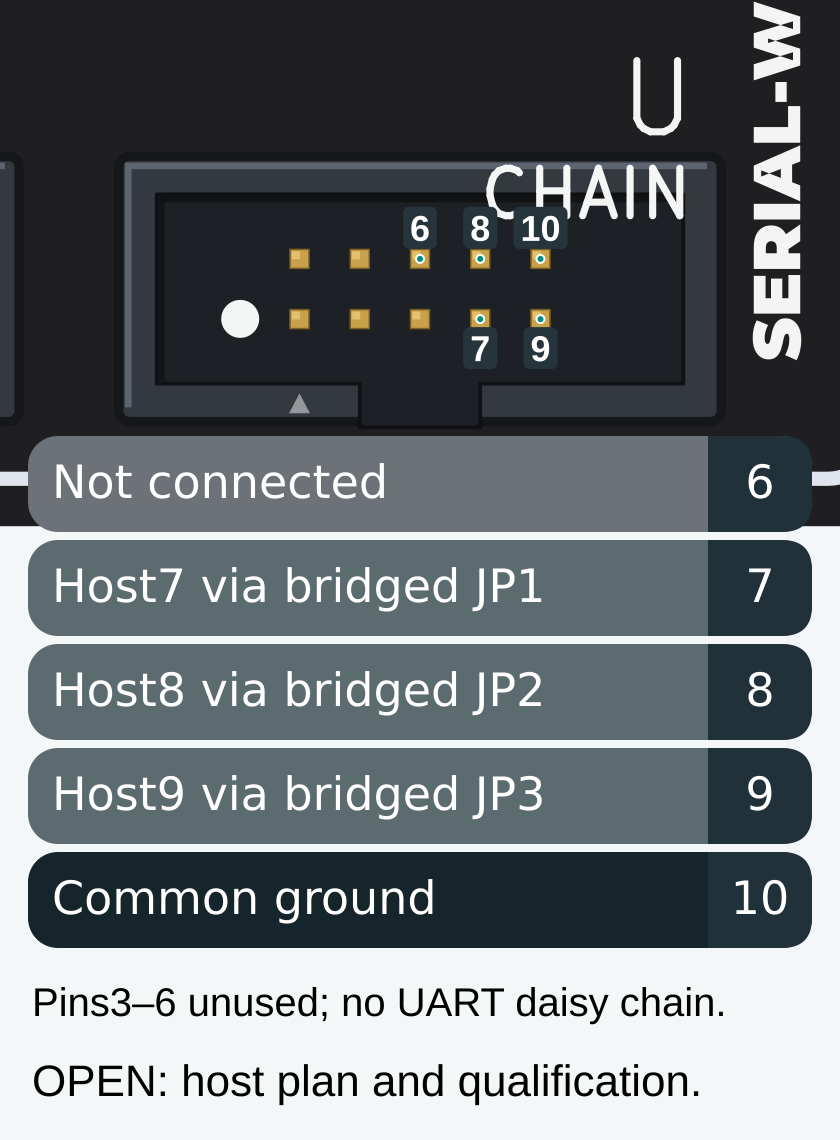 U
CHAIN
SERIAL-W
6 8 10
7 9
Not connected 6
Host7 via bridged JP1 7
Host8 via bridged JP2 8
Host9 via bridged JP3 9
Common ground 10
Pins3–6 unused; no UART daisy chain.
OPEN: host plan and qualification.